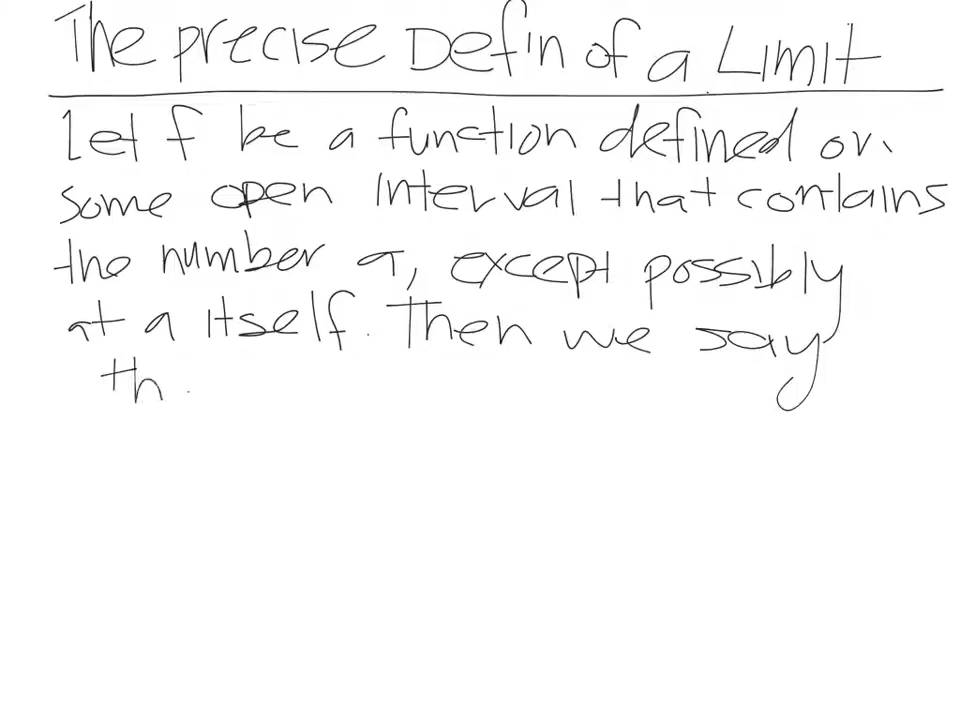 The precise Defin of a Limit
Let f be a function defined on
some open interval that contains
the number a, except possibly
at a itself. Then we say
th